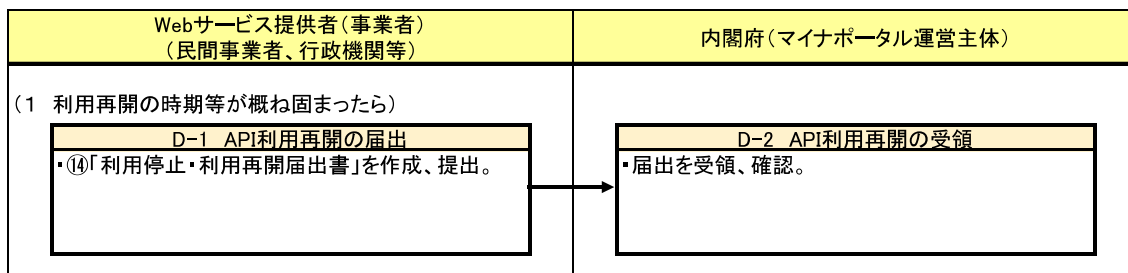 Webサービス提供者(事業者)
(民間事業者、行政機関等)
内閣府(マイナポータル運営主体)
(1 利用再開の時期等が概ね固まったら)
D-1 API利用再開の届出
・⑭「利用停止・利用再開届出書」を作成、提出。
D-2 API利用再開の受領
・届出を受領、確認。